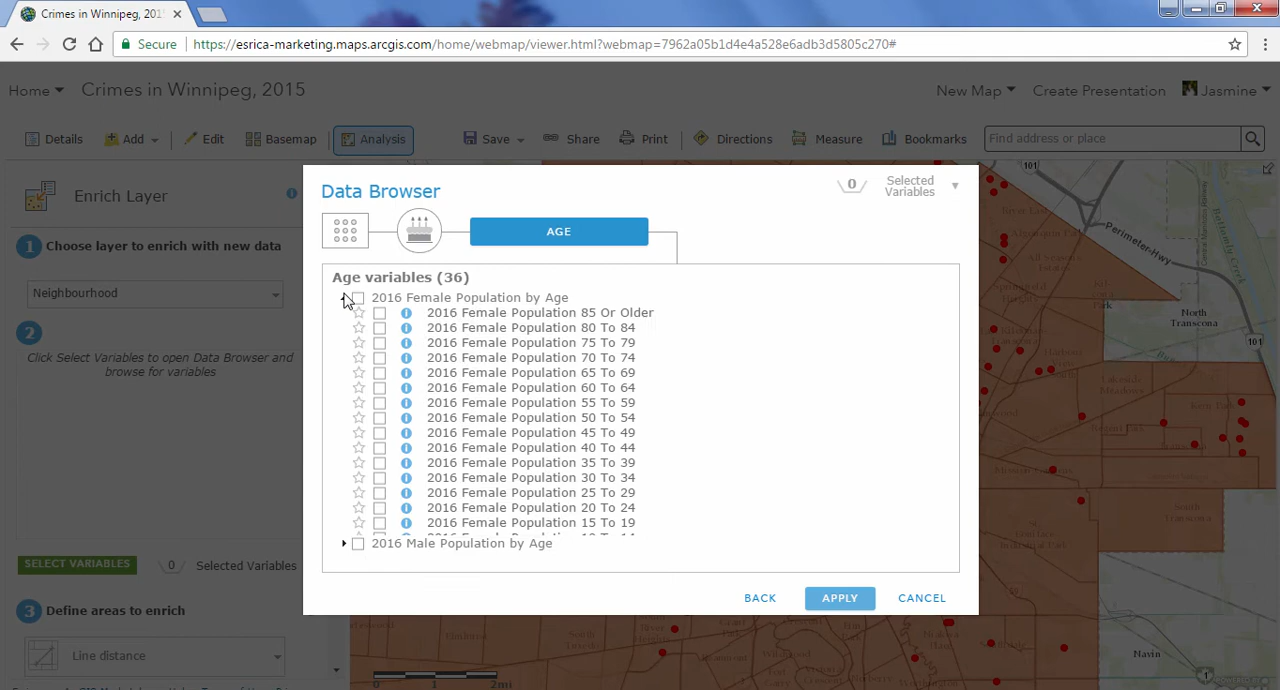 Crimes in Winnipeg, 201
Secure
https://esrica-marketing.maps.arcgis.com/home/webmap/viewer.html?webmap=7962a05b1d4e4a528e6adb3d5805c270#
Home
Crimes in Winnipeg, 2015
New Map
Create Presentation
Jasmine
Details
Add
Edit
Basemap
Analysis
Save
Share
Print
Directions
Measure
Bookmarks
Find address or place
Enrich Layer
1 Choose layer to enrich with new data
Neighbourhood
2
Click Select Variables to open Data Browser and
browse for variables
SELECT VARIABLES
0
Selected Variables
3 Define areas to enrich
Line distance
Data Browser
0
Selected
Variables
AGE
Age variables (36)
2016 Female Population by Age
2016 Female Population 85 Or Older
2016 Female Population 80 To 84
2016 Female Population 75 To 79
2016 Female Population 70 To 74
2016 Female Population 65 To 69
2016 Female Population 60 To 64
2016 Female Population 55 To 59
2016 Female Population 50 To 54
2016 Female Population 45 To 49
2016 Female Population 40 To 44
2016 Female Population 35 To 39
2016 Female Population 30 To 34
2016 Female Population 25 To 29
2016 Female Population 20 To 24
2016 Female Population 15 To 19
2016 Male Population by Age
BACK
APPLY
CANCEL
101
Perimeter-Hwy
North
Transcona
101
Lakeside
Meadows
South
Transcona
Navin
1
0
1
2mi